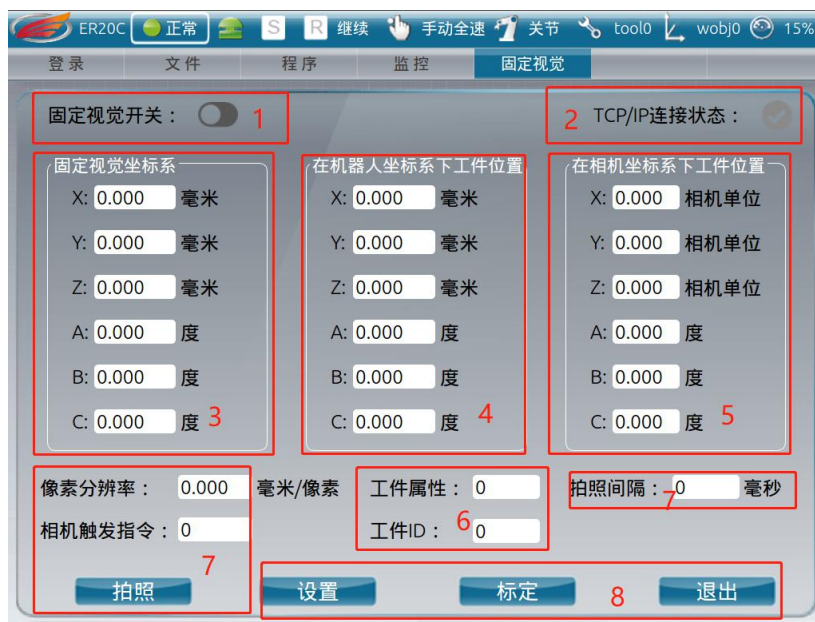 ER20C 正常 S R 继续 手动全速 关节 tool0 wobj0 15%
登录 文件 程序 监控 固定视觉
固定视觉开关： 1 2 TCP/IP连接状态：
固定视觉坐标系 在机器人坐标系下工件位置 在相机坐标系下工件位置
X: 0.000 毫米 X: 0.000 毫米 X: 0.000 相机单位
Y: 0.000 毫米 Y: 0.000 毫米 Y: 0.000 相机单位
Z: 0.000 毫米 Z: 0.000 毫米 Z: 0.000 相机单位
A: 0.000 度 A: 0.000 度 A: 0.000 度
B: 0.000 度 B: 0.000 度 B: 0.000 度
C: 0.000 度 3 C: 0.000 度 4 C: 0.000 度 5
像素分辨率： 0.000 毫米/像素 工件属性： 0 拍照间隔： 7 0 毫秒
相机触发指令： 0 工件ID： 6 0
7
拍照 设置 标定 8 退出